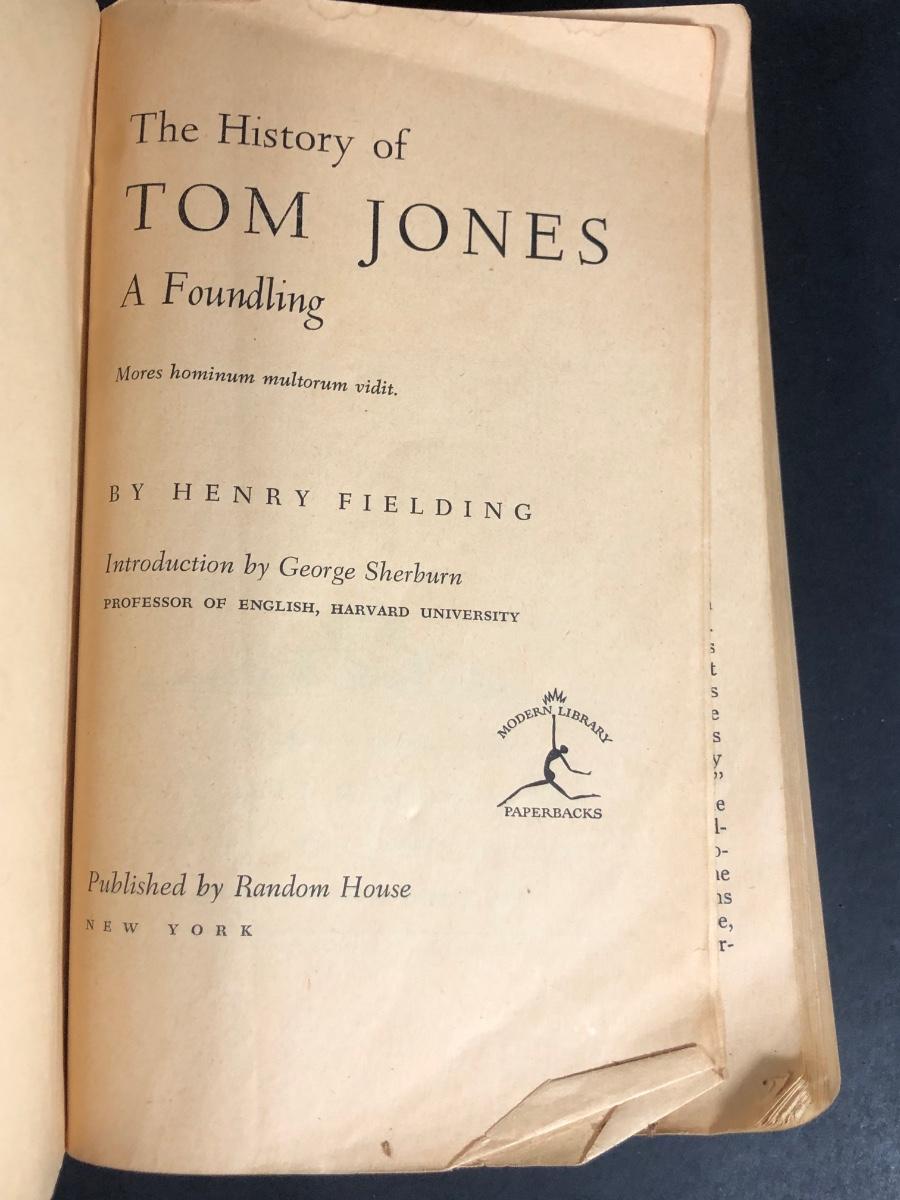 The History of
TOM JONES
A Foundling
Mores hominum multorum vidit.
BY HENRY FIELDING
Introduction by George Sherburn
PROFESSOR OF ENGLISH, HARVARD UNIVERSITY
MODERN LIBRARY
PAPERBACKS
Published by Random House
NEW YORK